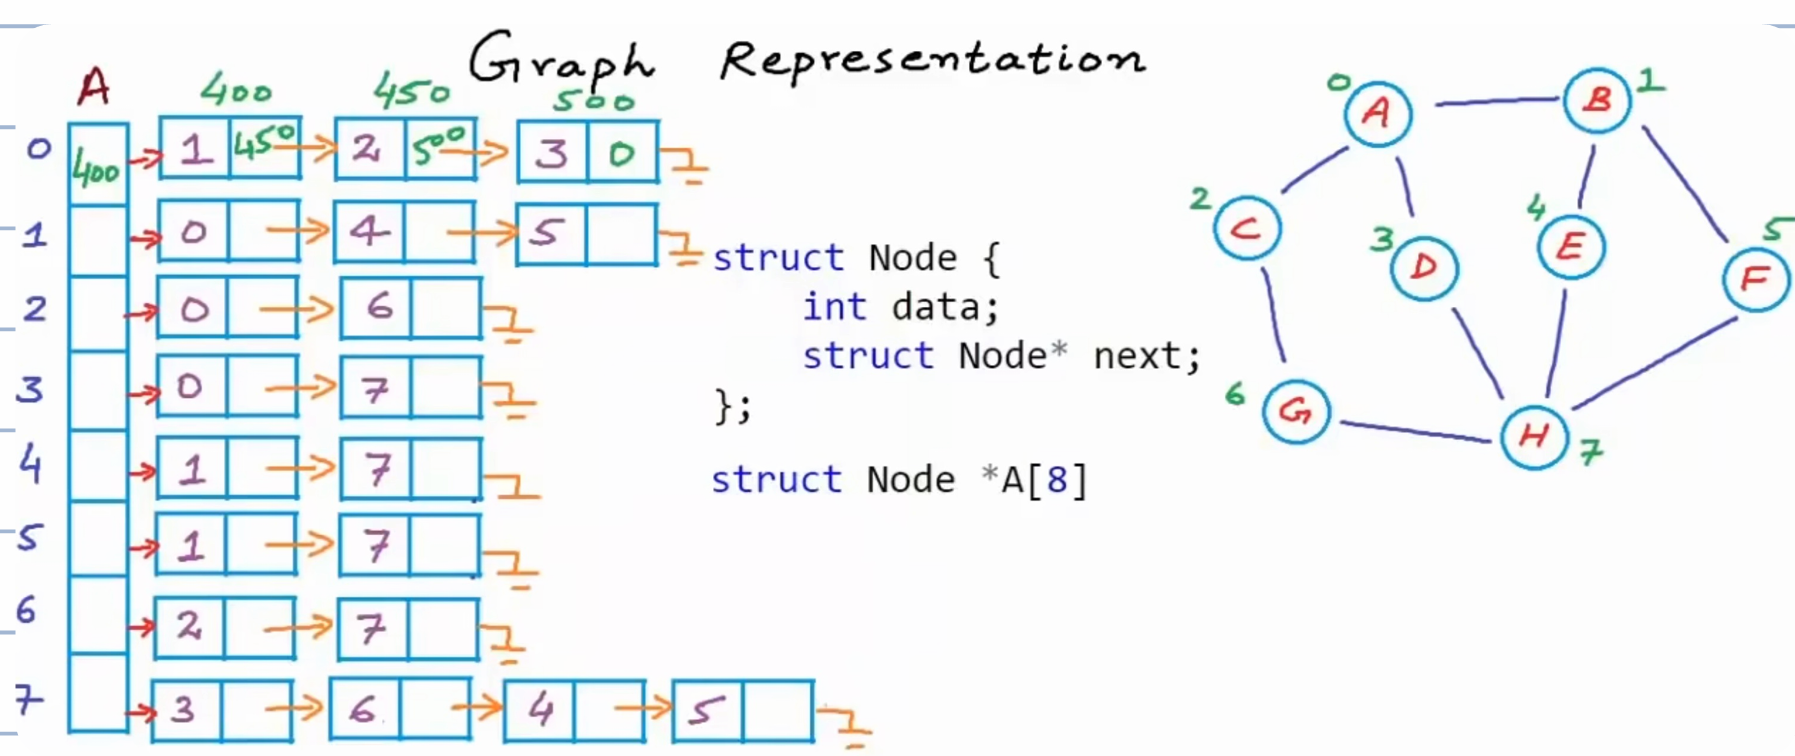 Graph Representation
A
400 450 500
0 400 1 450 2 500 3 0
1 0 4 5
2 0 6
3 0 7
4 1 7
5 1 7
6 2 7
7 3 6 4 5
struct Node {
int data;
struct Node* next;
};
struct Node *A[8]
0 A B 1
2 C 3 D 4 E 5 F
6 G H 7